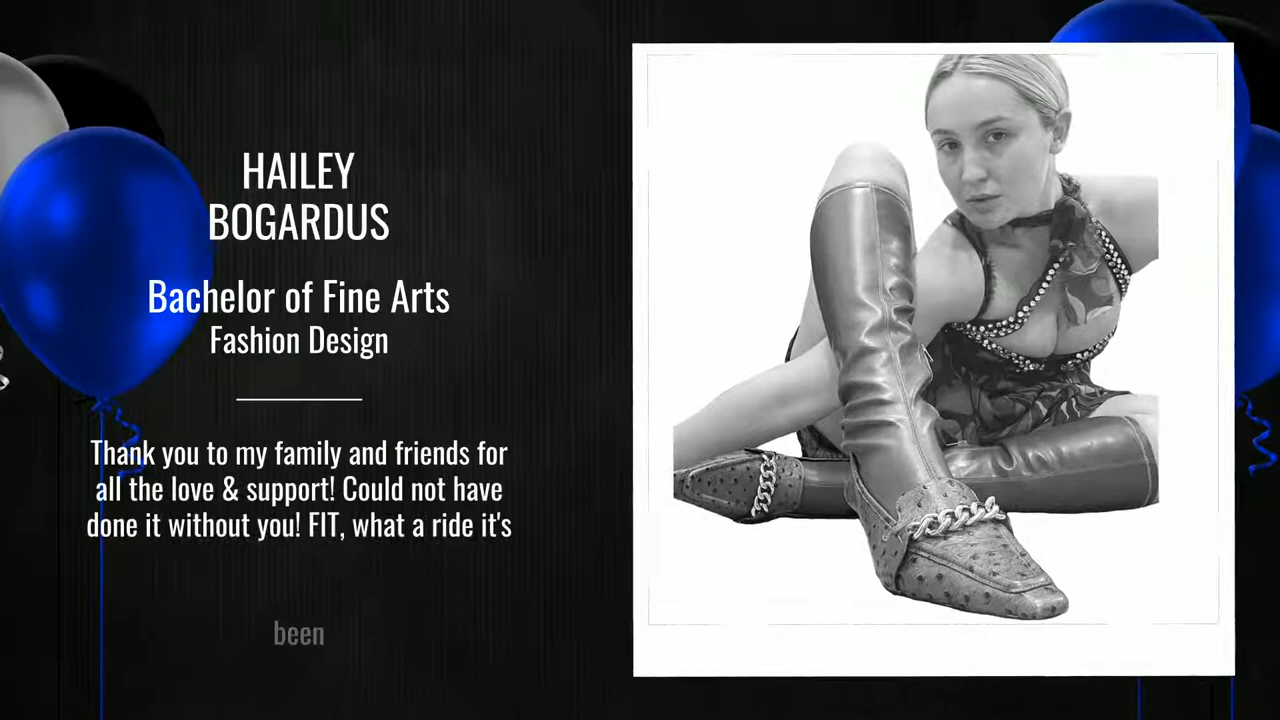 HAILEY
BOGARDUS
Bachelor of Fine Arts
Fashion Design
Thank you to my family and friends for
all the love & support! Could not have
done it without you! FIT, what a ride it's
been